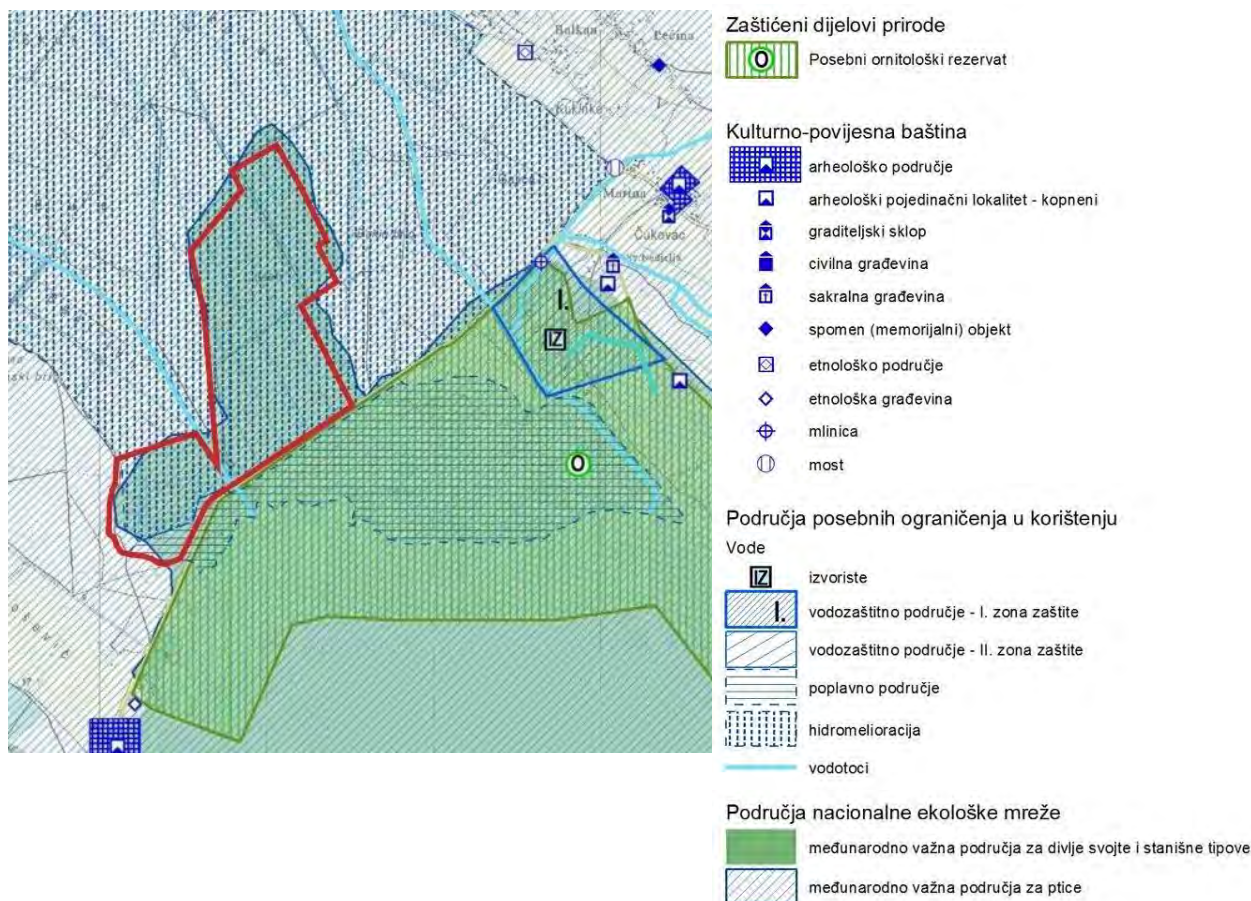 Balkan
Pećina
Kukljike
Marina
Čukovac
I.
IZ
O
Zaštićeni dijelovi prirode
O
Posebni ornitološki rezervat
Kulturno-povijesna baština
arheološko područje
arheološki pojedinačni lokalitet - kopneni
graditeljski sklop
civilna građevina
sakralna građevina
spomen (memorijalni) objekt
etnološko područje
etnološka građevina
mlinica
most
Područja posebnih ograničenja u korištenju
Vode
IZ
izvoriste
I.
vodozaštitno područje - I. zona zaštite
vodozaštitno područje - II. zona zaštite
poplavno područje
hidromelioracija
vodotoci
Područja nacionalne ekološke mreže
međunarodno važna područja za divlje svojte i stanišne tipove
međunarodno važna područja za ptice